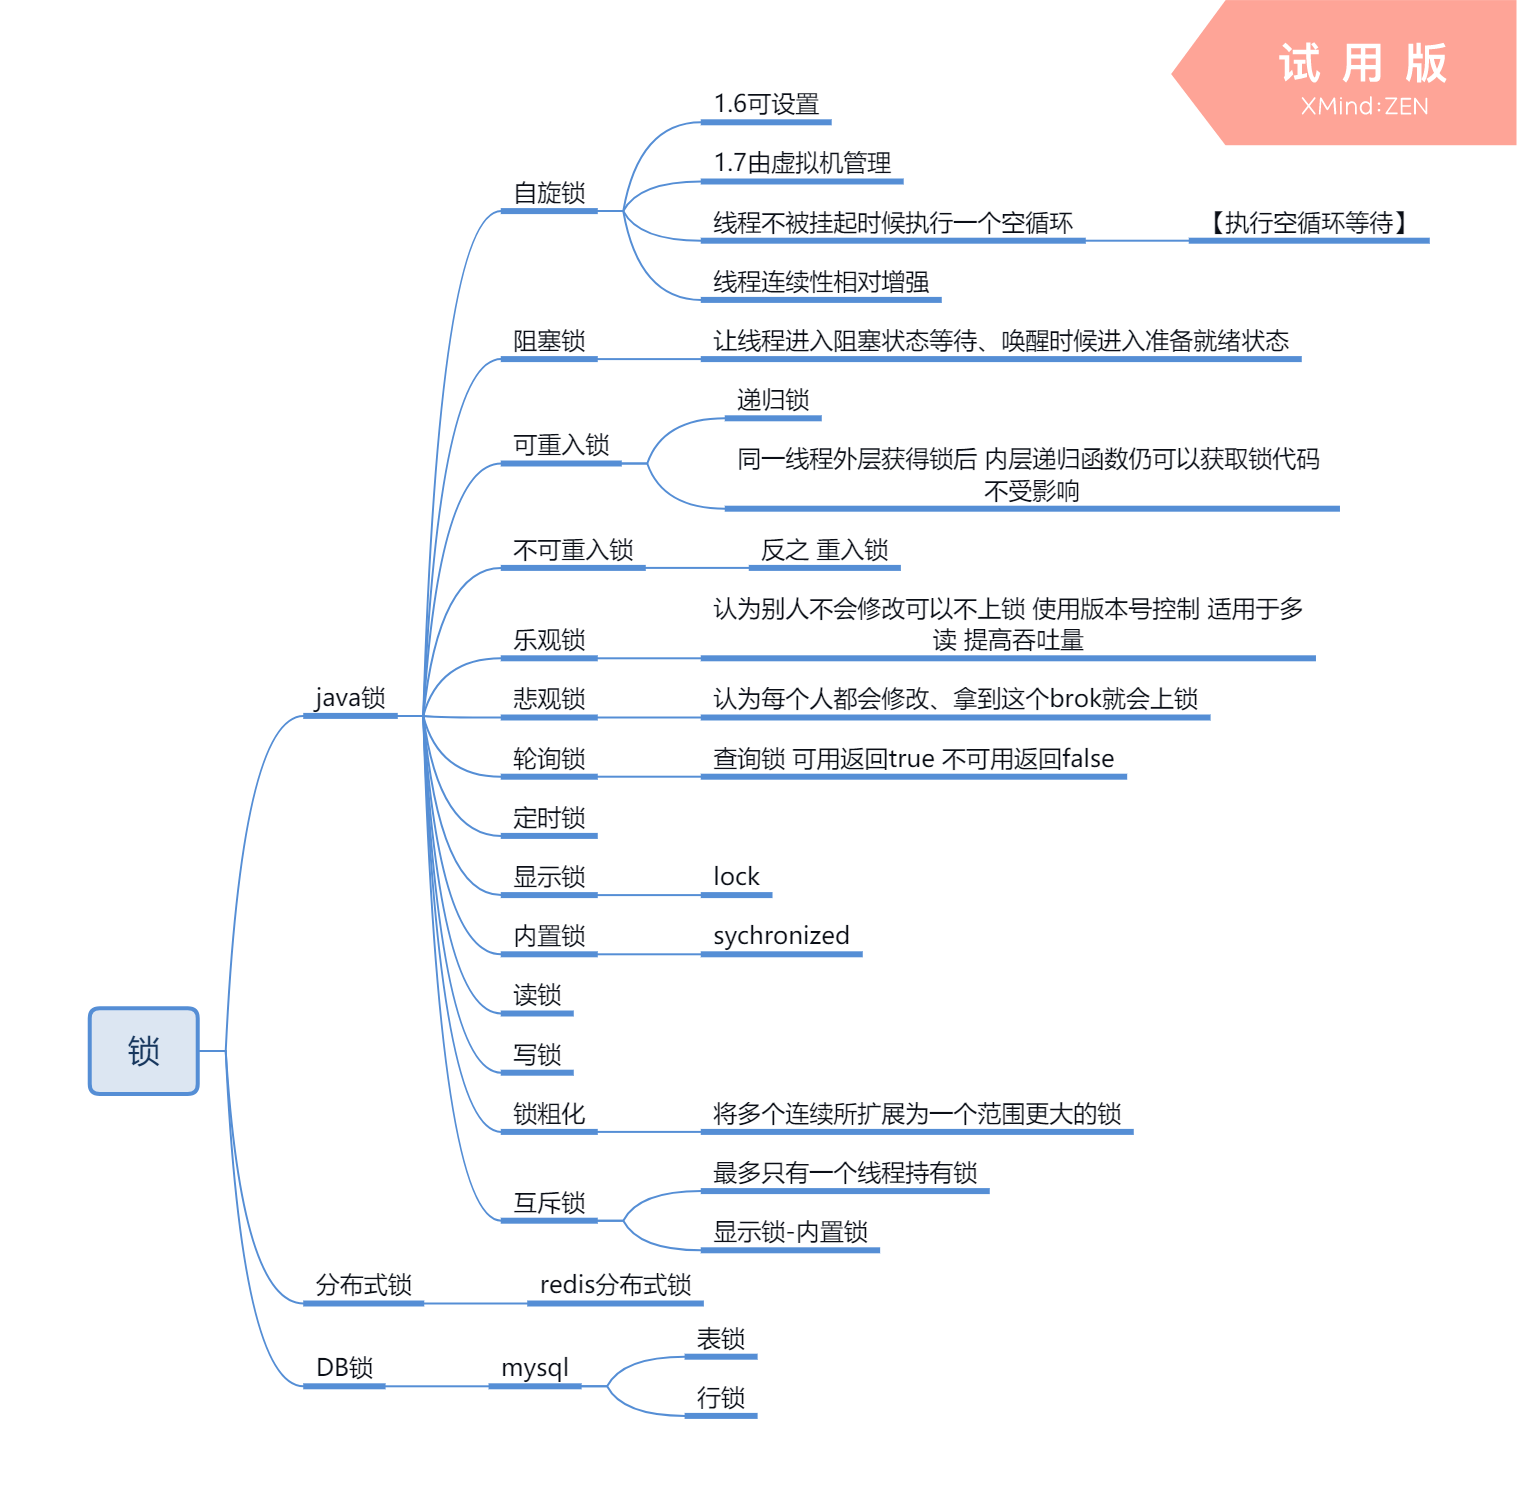 试用版
XMind:ZEN
锁
java锁
自旋锁
1.6可设置
1.7由虚拟机管理
线程不被挂起时候执行一个空循环
【执行空循环等待】
线程连续性相对增强
阻塞锁
让线程进入阻塞状态等待、唤醒时候进入准备就绪状态
可重入锁
递归锁
同一线程外层获得锁后 内层递归函数仍可以获取锁代码
不受影响
不可重入锁
反之 重入锁
乐观锁
认为别人不会修改可以不上锁 使用版本号控制 适用于多
读 提高吞吐量
悲观锁
认为每个人都会修改、拿到这个brok就会上锁
轮询锁
查询锁 可用返回true 不可用返回false
定时锁
显示锁
lock
内置锁
sychronized
读锁
写锁
锁粗化
将多个连续所扩展为一个范围更大的锁
互斥锁
最多只有一个线程持有锁
显示锁-内置锁
分布式锁
redis分布式锁
DB锁
mysql
表锁
行锁